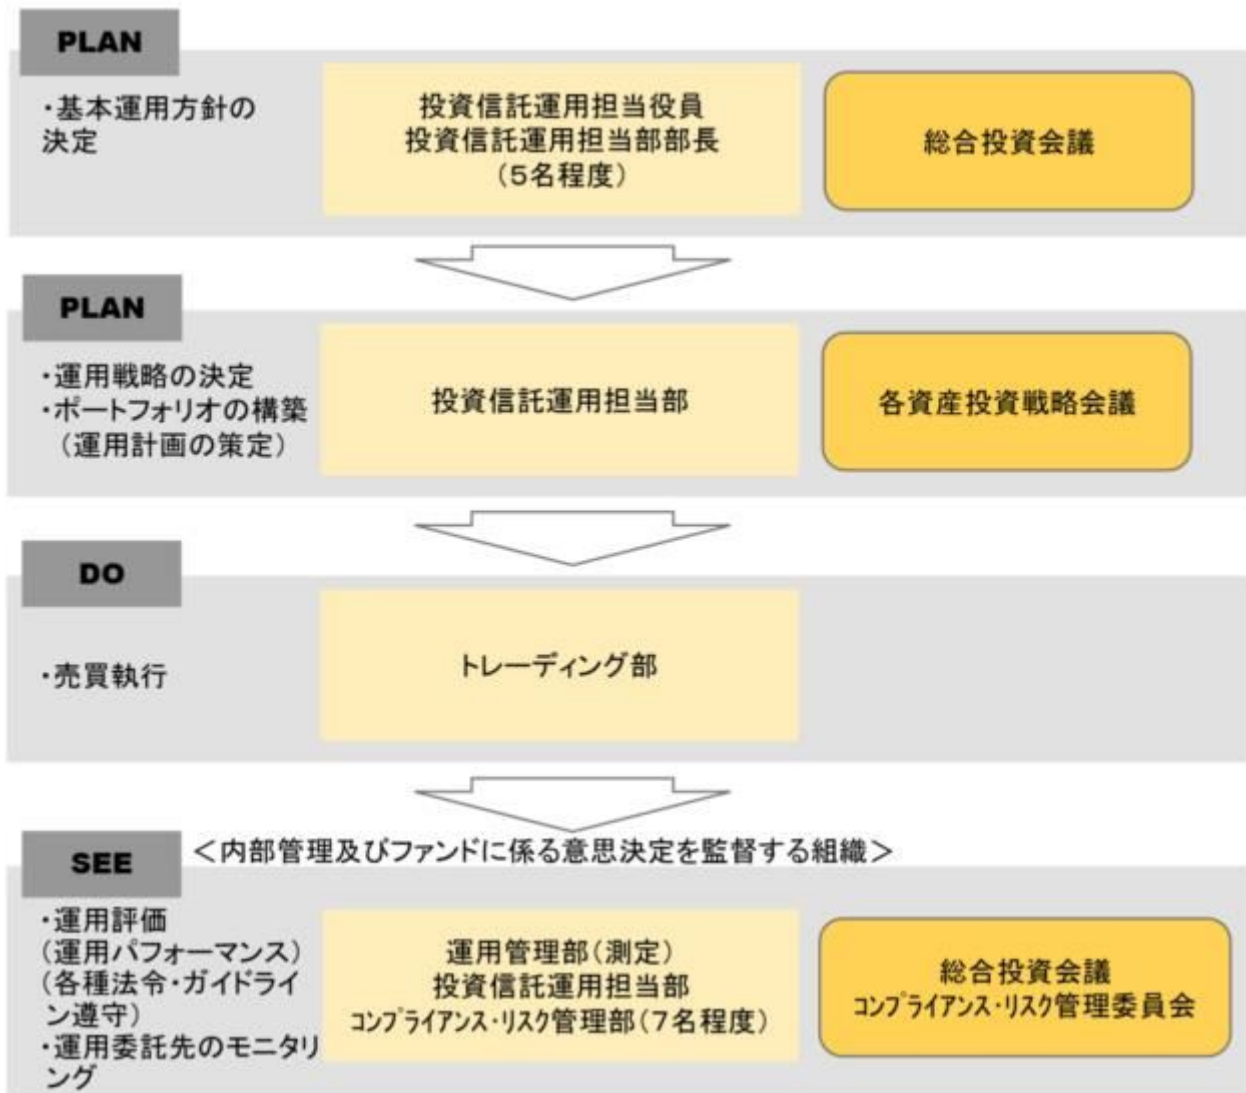 PLAN
・基本運用方針の
決定
投資信託運用担当役員
投資信託運用担当部部長
(5名程度)
総合投資会議
PLAN
・運用戦略の決定
・ポートフォリオの構築
(運用計画の策定)
投資信託運用担当部
各資産投資戦略会議
DO
・売買執行
トレーディング部
SEE
<内部管理及びファンドに係る意思決定を監督する組織>
・運用評価
(運用パフォーマンス)
(各種法令・ガイドライ
ン遵守)
・運用委託先のモニタリ
ング
運用管理部(測定)
投資信託運用担当部
コンプライアンス・リスク管理部(7名程度)
総合投資会議
コンプライアンス・リスク管理委員会